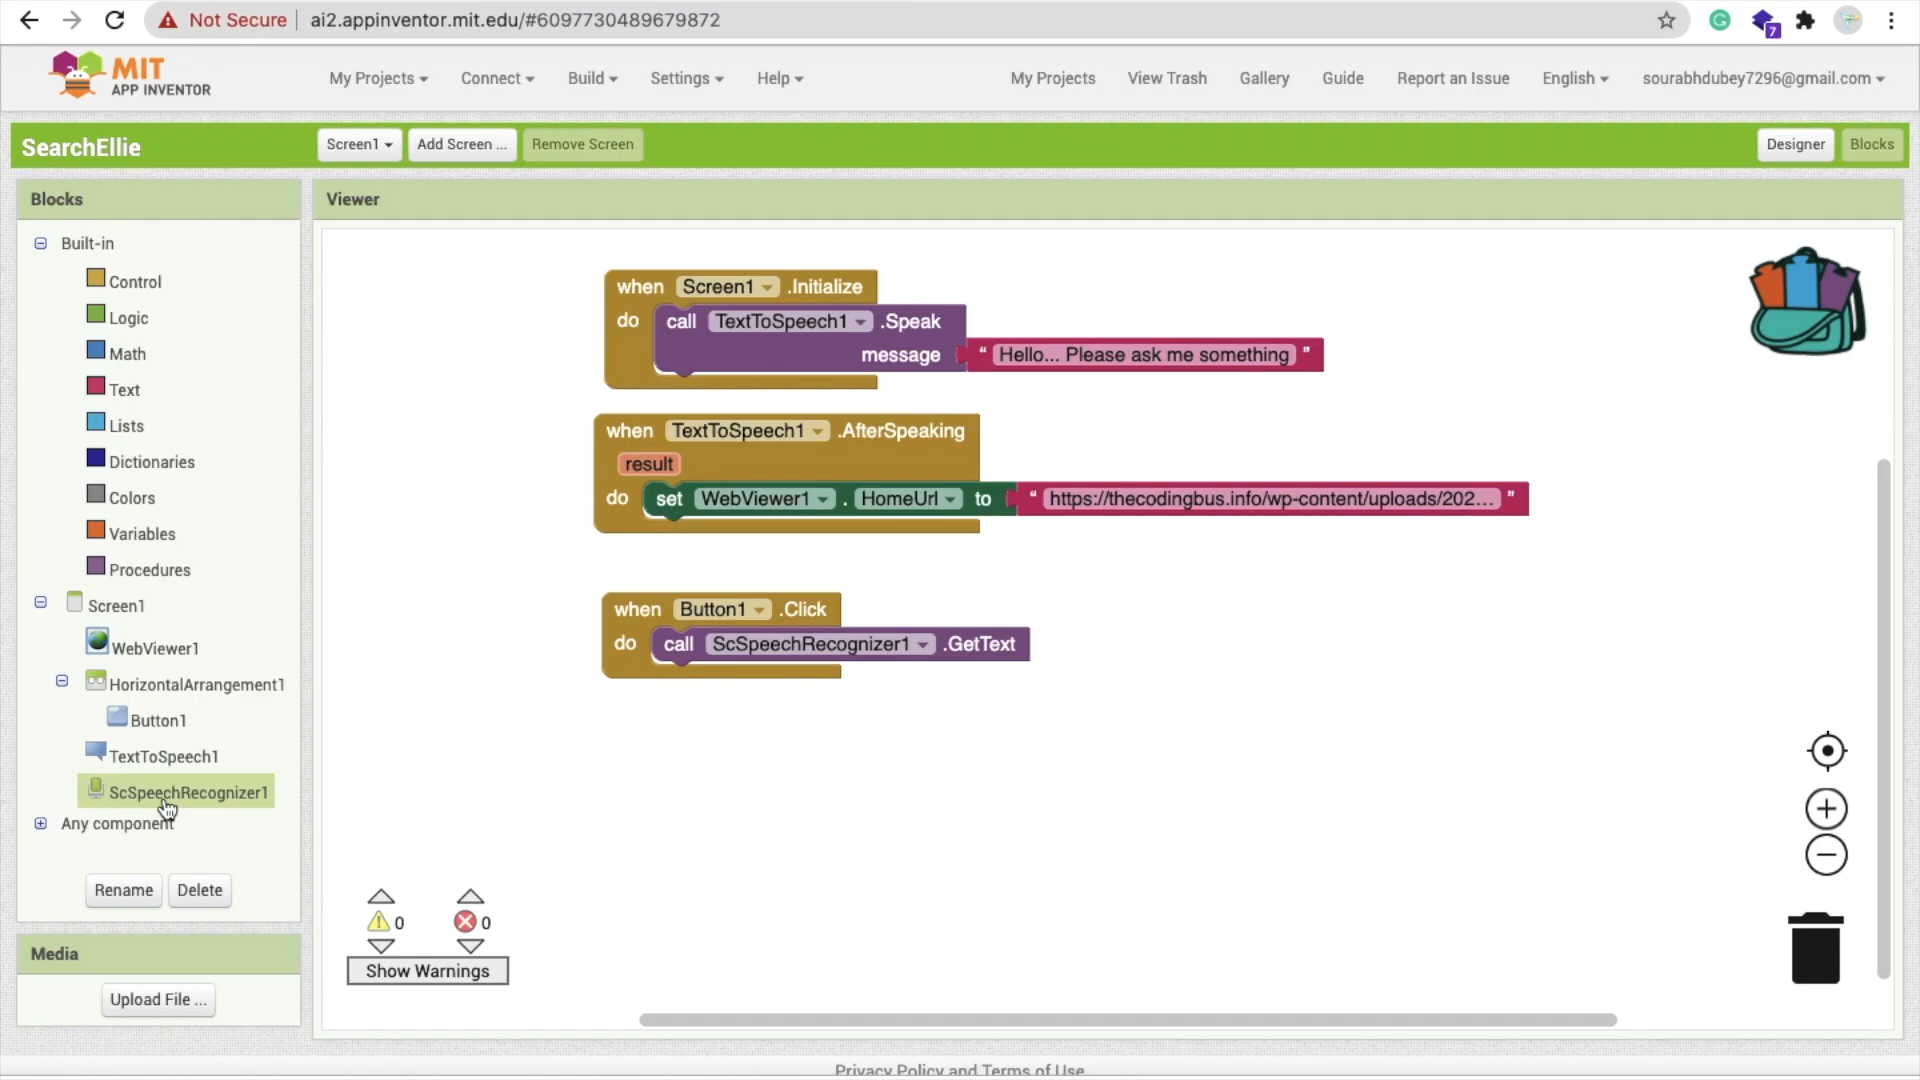 Not Secure
ai2.appinventor.mit.edu/#6097730489679872
7
MIT
APP INVENTOR
My Projects
Connect
Build
Settings
Help
My Projects
View Trash
Gallery
Guide
Report an Issue
English
sourabhdubey7296@gmail.com
SearchEllie
Screen1
Add Screen ...
Remove Screen
Designer
Blocks
Blocks
Viewer
Built-in
Control
Logic
Math
Text
Lists
Dictionaries
Colors
Variables
Procedures
Screen1
WebViewer1
HorizontalArrangement1
Button1
TextToSpeech1
ScSpeechRecognizer1
Any component
Rename
Delete
Media
Upload File ...
when Screen1 .Initialize
do call TextToSpeech1 .Speak
message “ Hello... Please ask me something ”
when TextToSpeech1 .AfterSpeaking
result
do set WebViewer1 . HomeUrl to “ https://thecodingbus.info/wp-content/uploads/202... ”
when Button1 .Click
do call ScSpeechRecognizer1 .GetText
0 0
Show Warnings
Privacy Policy and Terms of Use